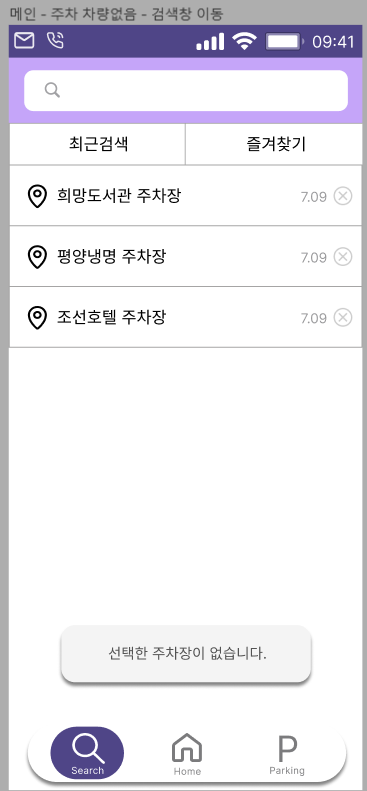 메인 - 주차 차량없음 - 검색창 이동
09:41
최근검색 즐겨찾기
희망도서관 주차장 7.09
평양냉명 주차장 7.09
조선호텔 주차장 7.09
선택한 주차장이 없습니다.
Search Home Parking